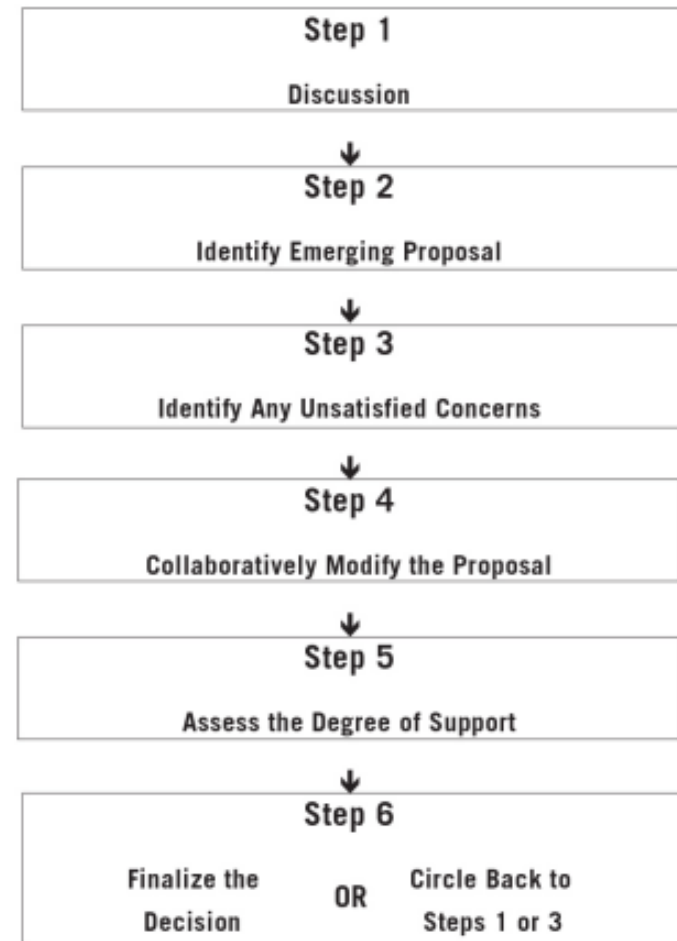 Step 1
Discussion
Step 2
Identify Emerging Proposal
Step 3
Identify Any Unsatisfied Concerns
Step 4
Collaboratively Modify the Proposal
Step 5
Assess the Degree of Support
Step 6
Finalize the
Decision
OR
Circle Back to
Steps 1 or 3